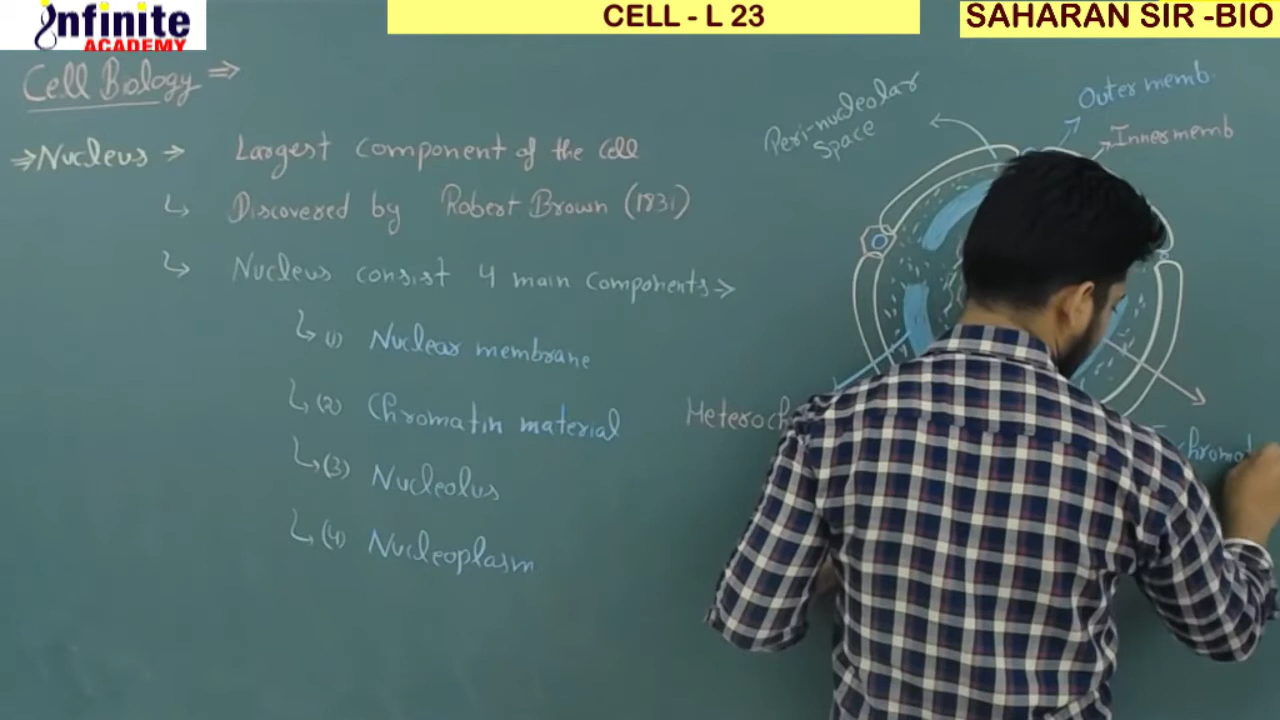 infinite
ACADEMY
CELL - L 23
SAHARAN SIR -BIO
Cell Biology ⇒
⇒ Nucleus → Largest component of the cell
↳ Discovered by Robert Brown (1831)
↳ Nucleus consist 4 main components →
↳ (1) Nuclear membrane
↳ (2) Chromatin material
↳ (3) Nucleolus
↳ (4) Nucleoplasm
Peri-nucleolar
space
Outer memb.
Inner memb
Heteroch
chromat